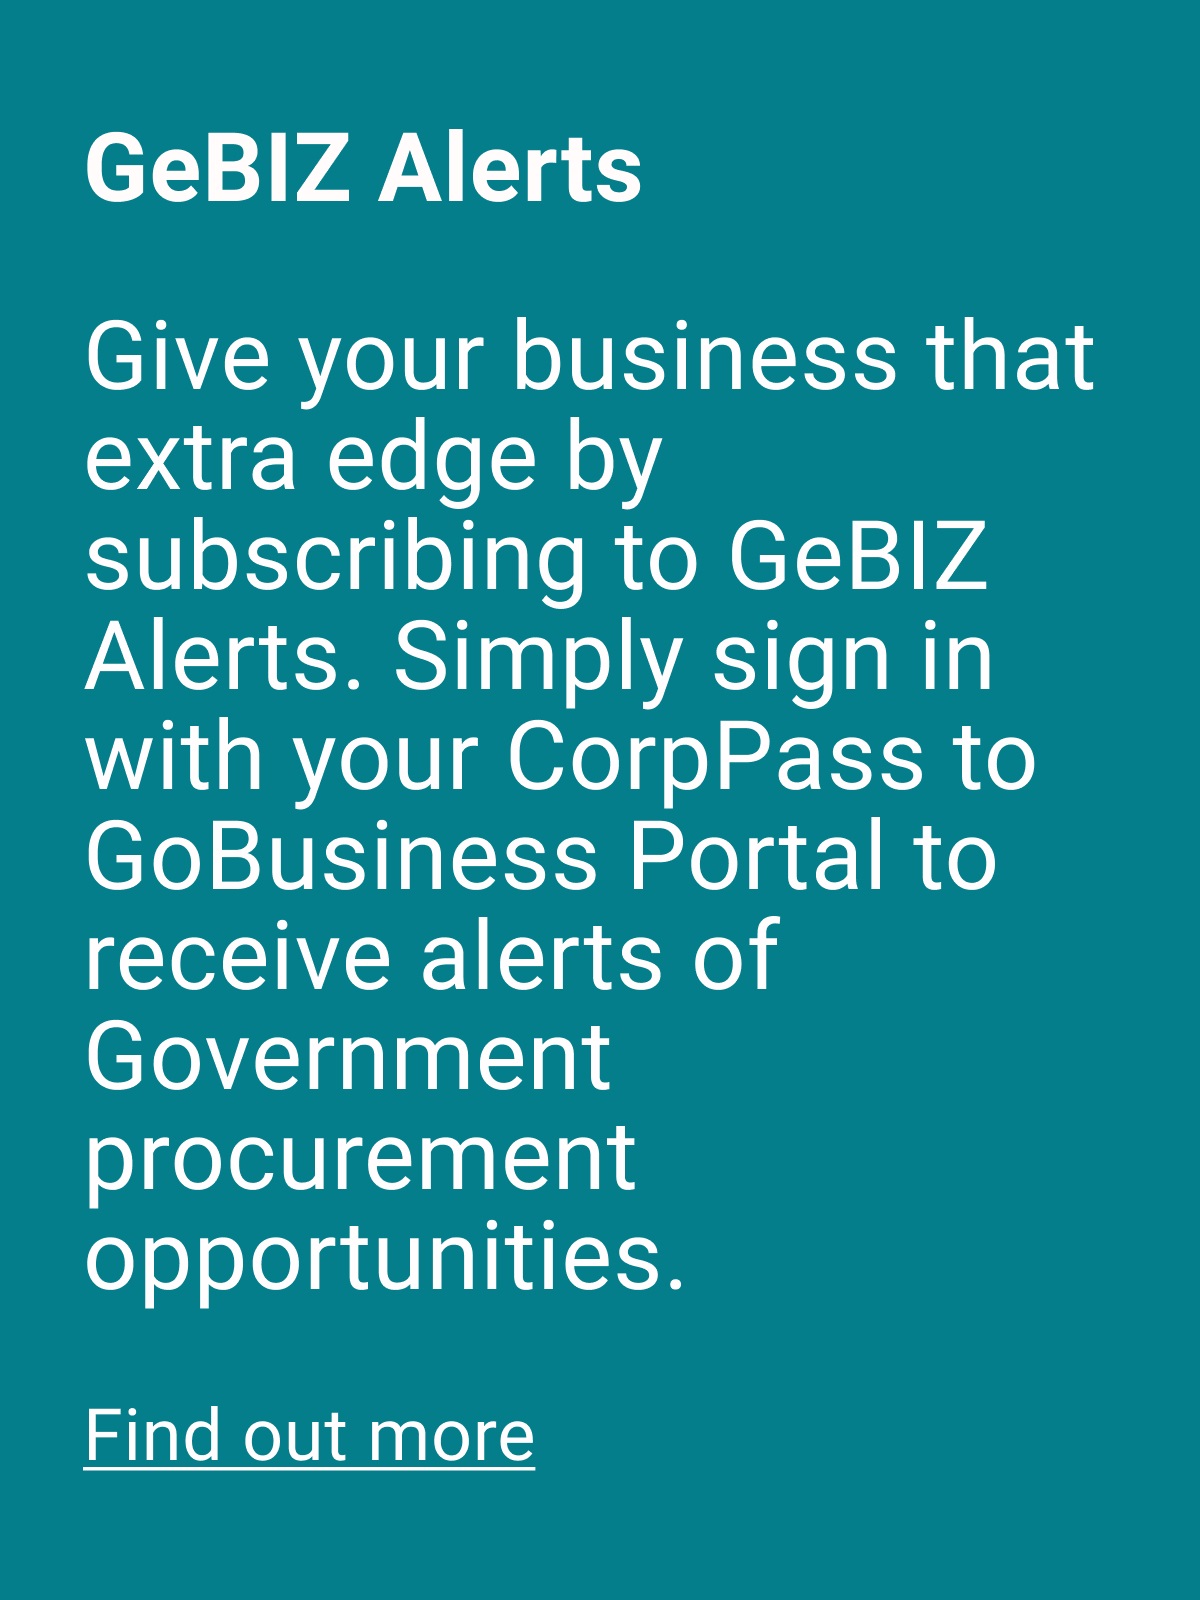 GeBIZ Alerts
Give your business that
extra edge by
subscribing to GeBIZ
Alerts. Simply sign in
with your CorpPass to
GoBusiness Portal to
receive alerts of
Government
procurement
opportunities.
Find out more